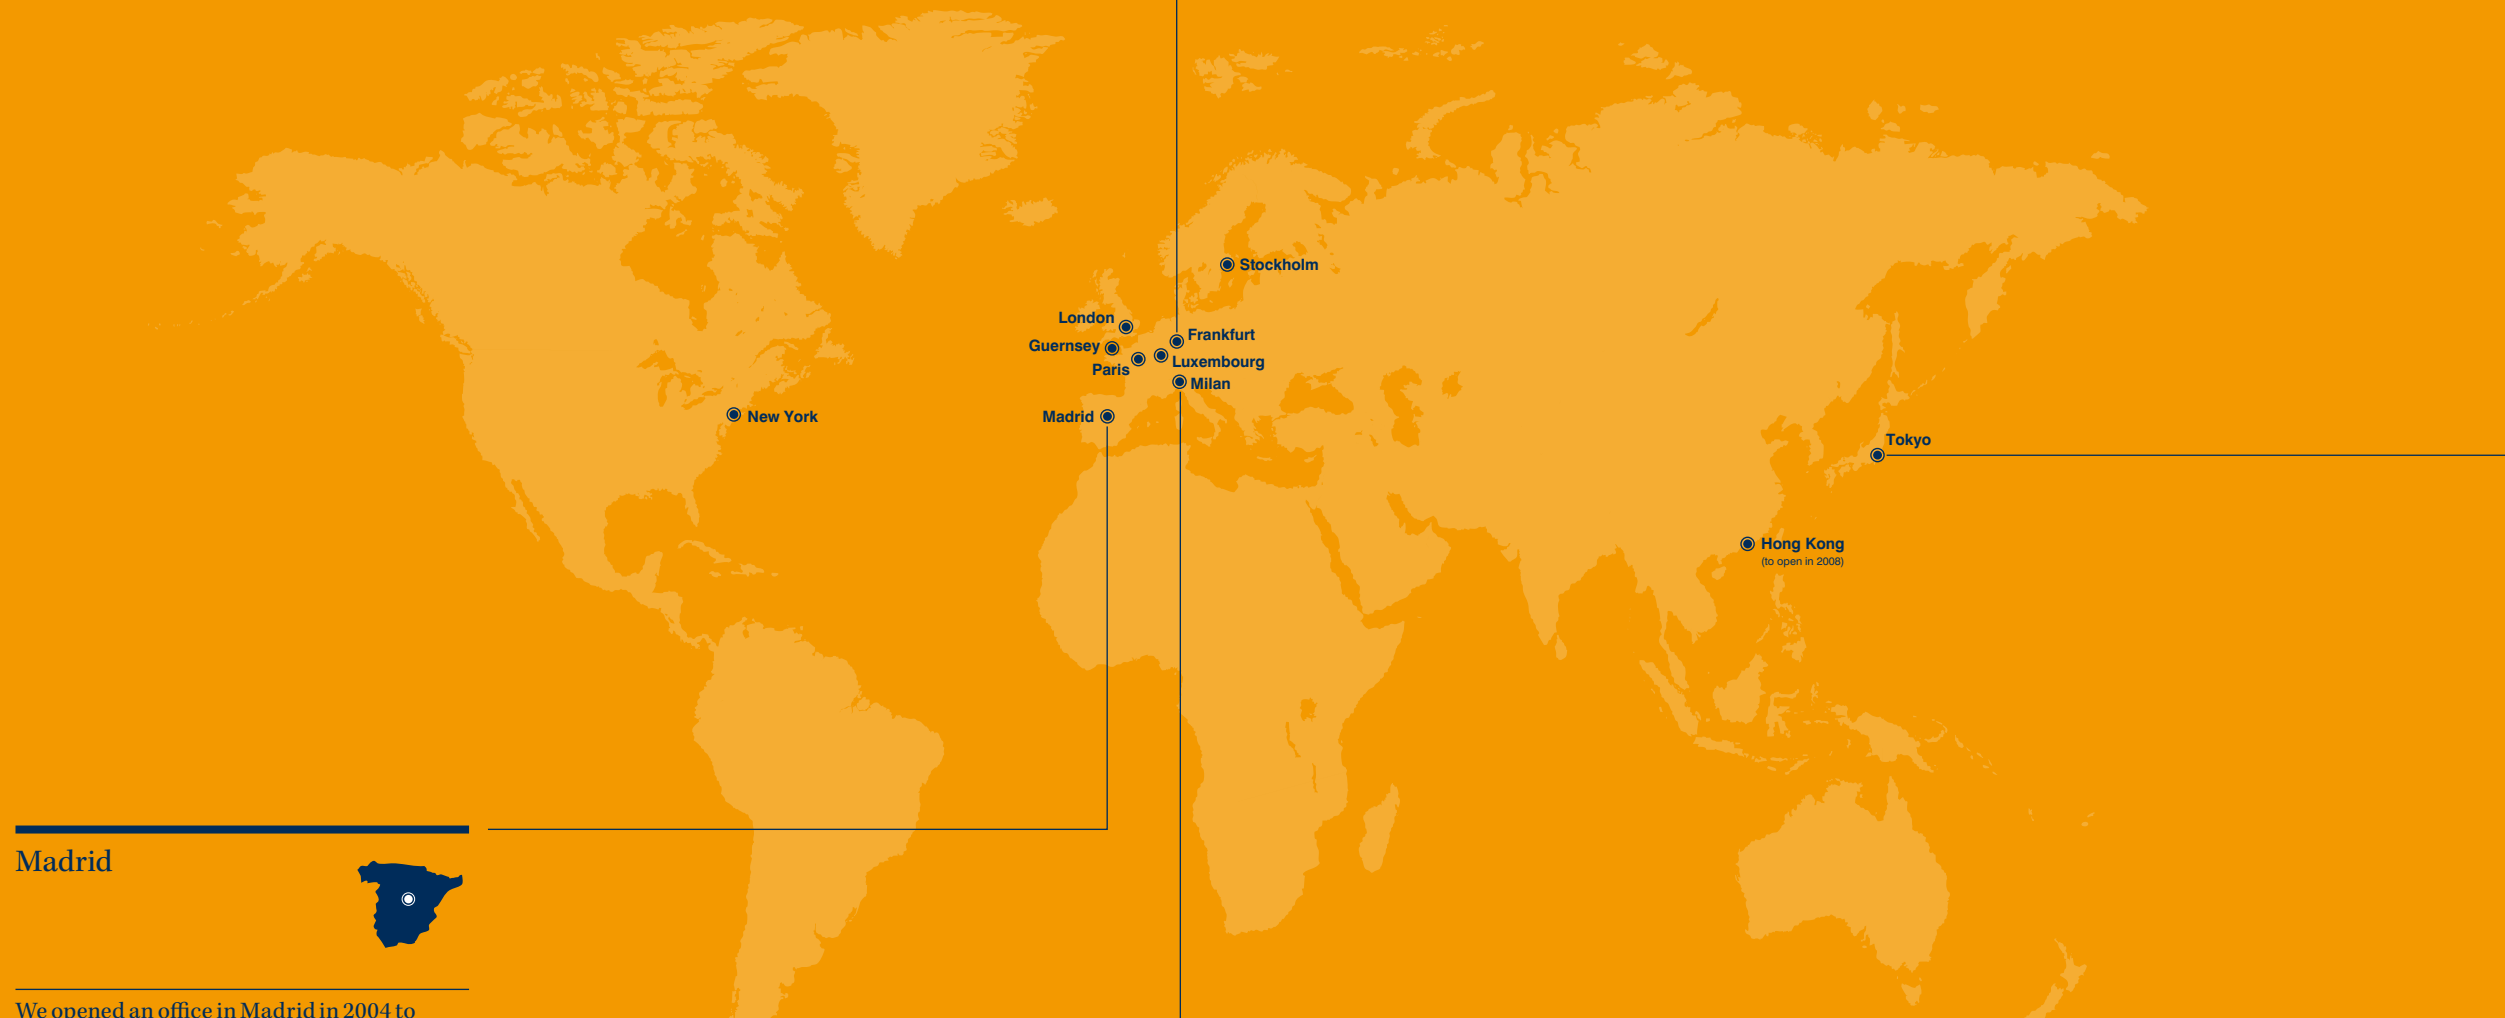 Stockholm
London
Frankfurt
Guernsey
Luxembourg
Paris
Milan
New York
Madrid
Tokyo
Hong Kong
(to open in 2008)
Madrid
We opened an office in Madrid in 2004 to